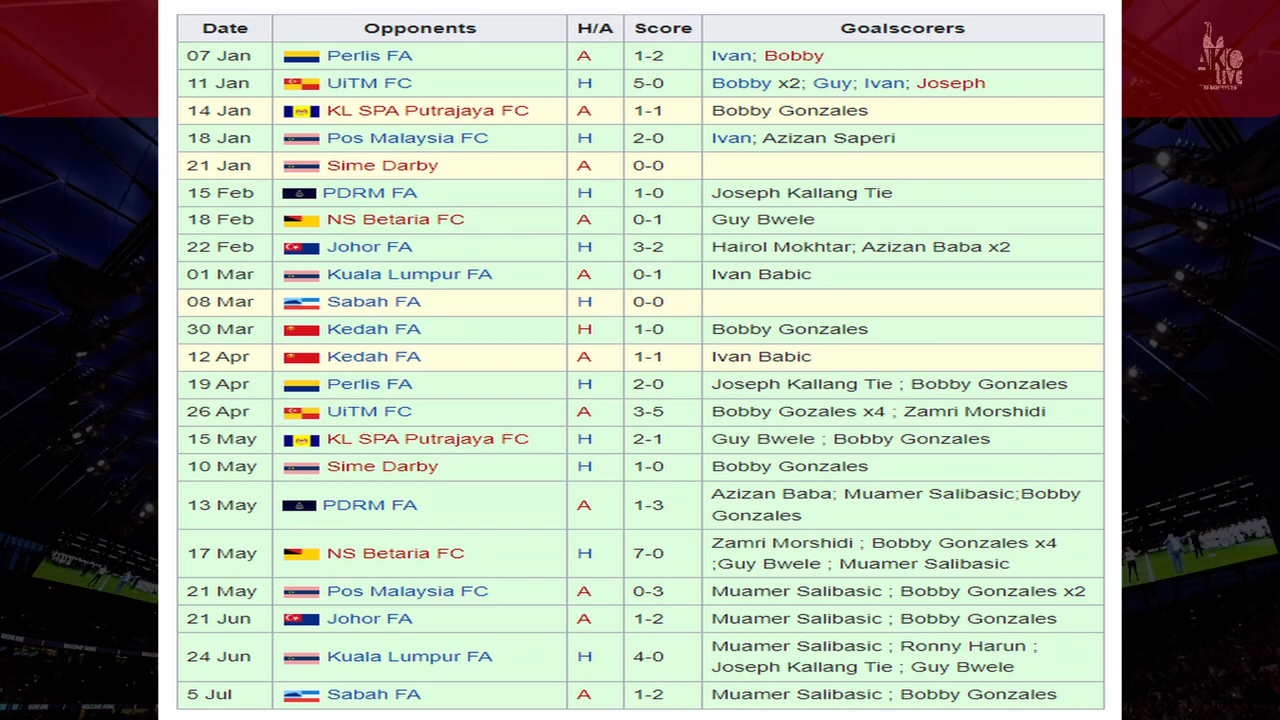 Date Opponents H/A Score Goalscorers
07 Jan Perlis FA A 1-2 Ivan; Bobby
11 Jan UiTM FC H 5-0 Bobby x2; Guy; Ivan; Joseph
14 Jan KL SPA Putrajaya FC A 1-1 Bobby Gonzales
18 Jan Pos Malaysia FC H 2-0 Ivan; Azizan Saperi
21 Jan Sime Darby A 0-0
15 Feb PDRM FA H 1-0 Joseph Kallang Tie
18 Feb NS Betaria FC A 0-1 Guy Bwele
22 Feb Johor FA H 3-2 Hairol Mokhtar; Azizan Baba x2
01 Mar Kuala Lumpur FA A 0-1 Ivan Babic
08 Mar Sabah FA H 0-0
30 Mar Kedah FA H 1-0 Bobby Gonzales
12 Apr Kedah FA A 1-1 Ivan Babic
19 Apr Perlis FA H 2-0 Joseph Kallang Tie ; Bobby Gonzales
26 Apr UiTM FC A 3-5 Bobby Gozales x4 ; Zamri Morshidi
15 May KL SPA Putrajaya FC H 2-1 Guy Bwele ; Bobby Gonzales
10 May Sime Darby H 1-0 Bobby Gonzales
13 May PDRM FA A 1-3 Azizan Baba; Muamer Salibasic;Bobby
Gonzales
17 May NS Betaria FC H 7-0 Zamri Morshidi ; Bobby Gonzales x4
;Guy Bwele ; Muamer Salibasic
21 May Pos Malaysia FC A 0-3 Muamer Salibasic ; Bobby Gonzales x2
21 Jun Johor FA A 1-2 Muamer Salibasic ; Bobby Gonzales
24 Jun Kuala Lumpur FA H 4-0 Muamer Salibasic ; Ronny Harun ;
Joseph Kallang Tie ; Guy Bwele
5 Jul Sabah FA A 1-2 Muamer Salibasic ; Bobby Gonzales
AKO
LIVE